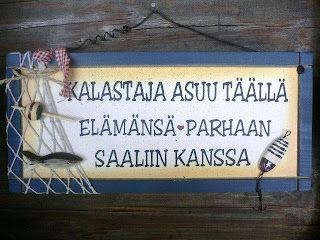 KALASTAJA ASUU TÄÄLLÄ
ELÄMÄNSÄ♥PARHAAN
SAALIIN KANSSA